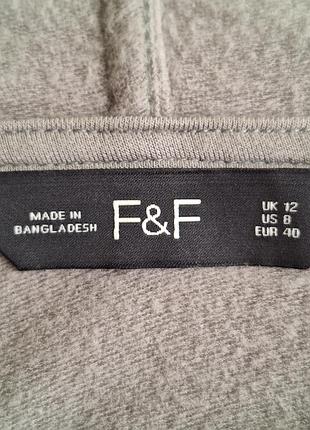 MADE IN
BANGLADESH
F&F
UK 12
US 8
EUR 40